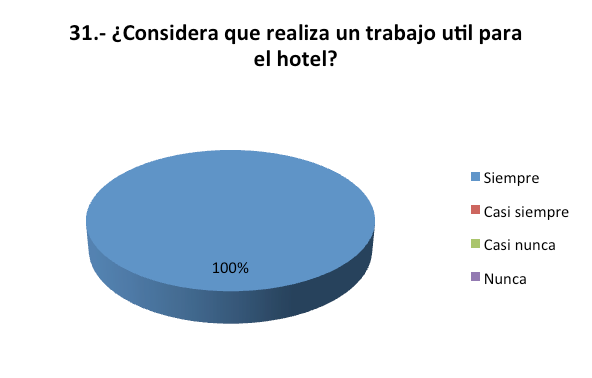 31.- ¿Considera que realiza un trabajo util para
el hotel?
Siempre
Casi siempre
Casi nunca
Nunca
100%